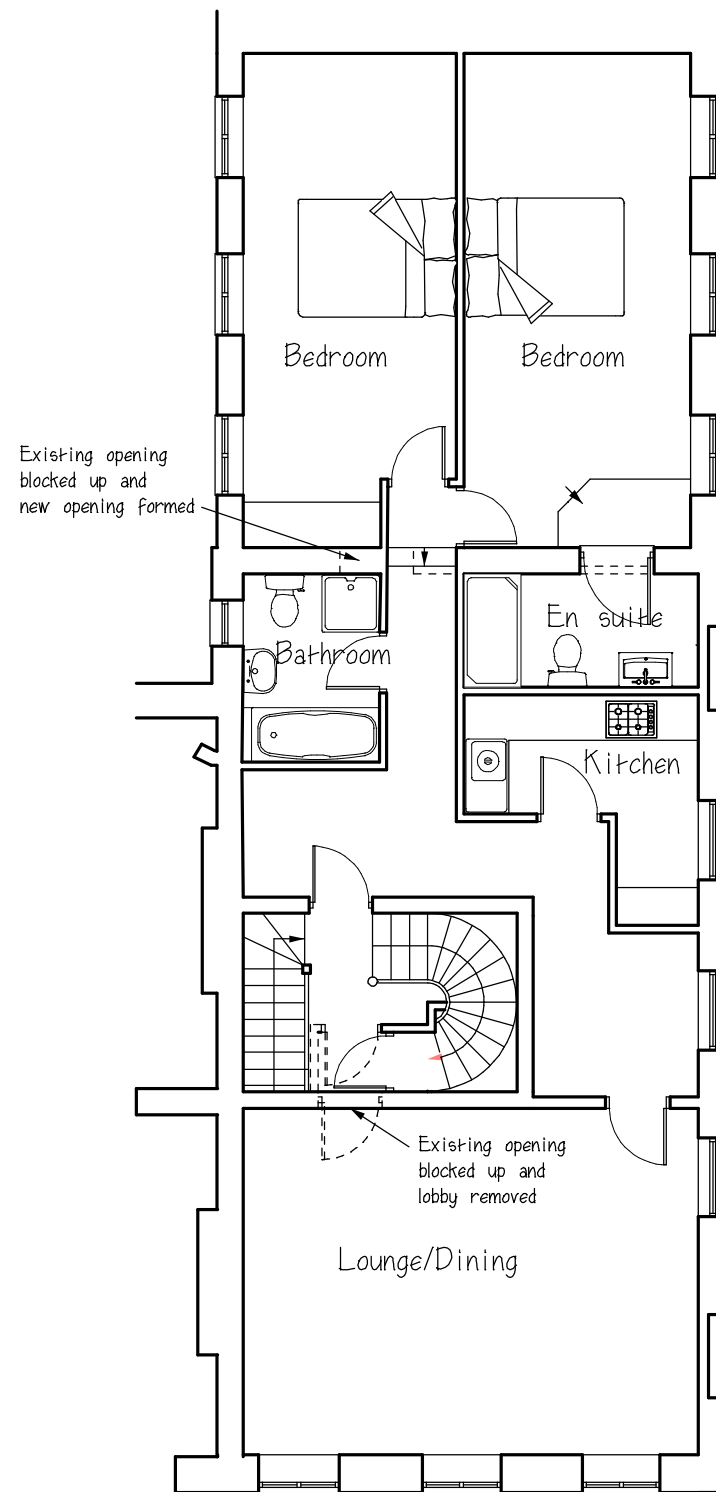 Bedroom
Bedroom
Existing opening
blocked up and
new opening formed
En suite
Bathroom
Kitchen
Existing opening
blocked up and
lobby removed
Lounge/Dining